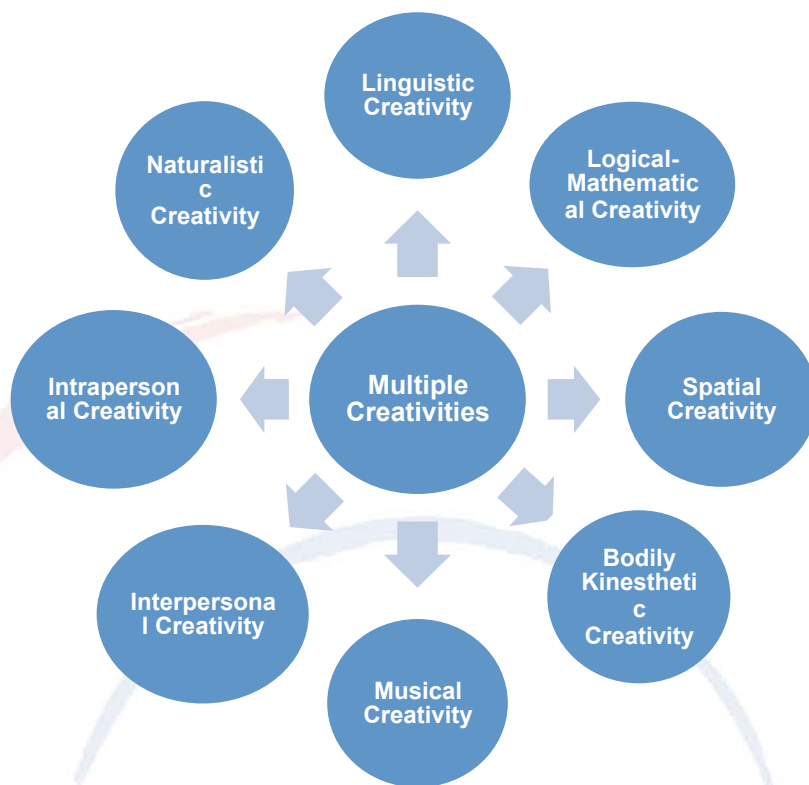 Linguistic
Creativity
Logical-
Mathematic
al Creativity
Spatial
Creativity
Bodily
Kinestheti
c
Creativity
Musical
Creativity
Interpersona
l Creativity
Intraperson
al Creativity
Naturalisti
c
Creativity
Multiple
Creativities